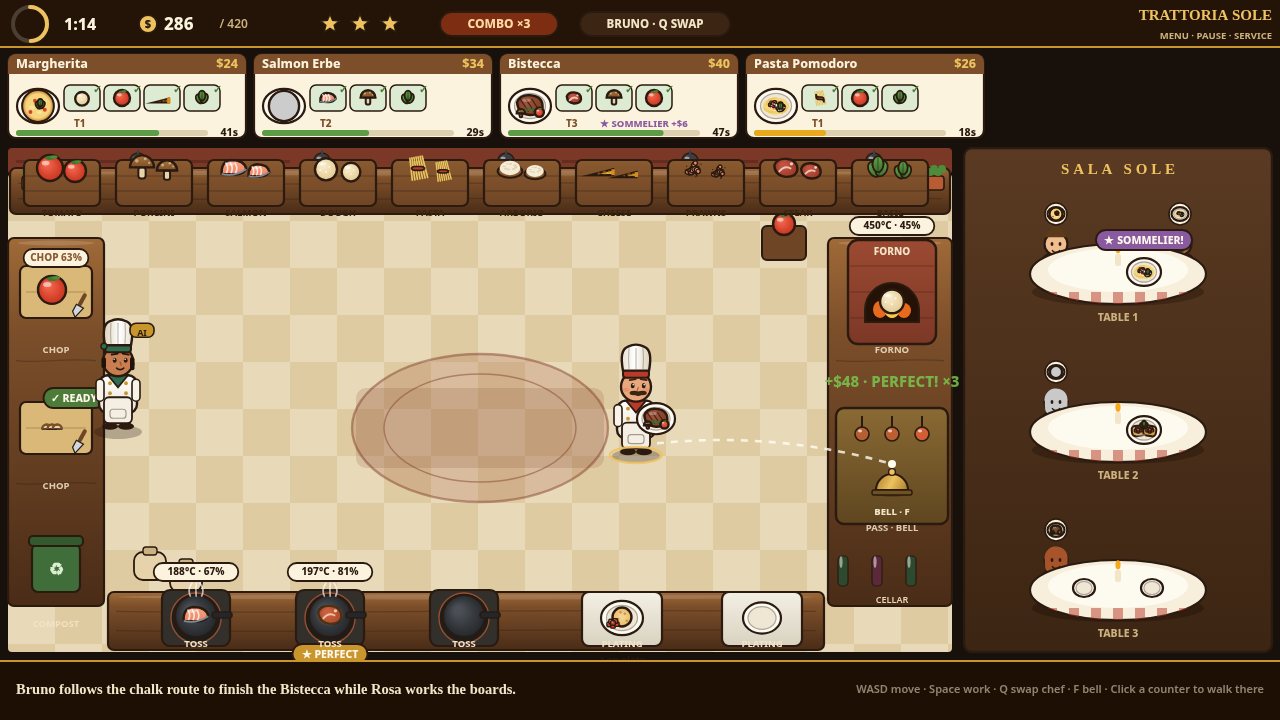 1:14
$ 286 / 420
COMBO ×3
BRUNO · Q SWAP
TRATTORIA SOLE
MENU · PAUSE · SERVICE
Margherita $24
T1
41s
Salmon Erbe $34
T2
29s
Bistecca $40
T3 ★ SOMMELIER +$6
47s
Pasta Pomodoro $26
T1
18s
SALA SOLE
★ SOMMELIER!
TABLE 1
TABLE 2
TABLE 3
450°C · 45%
FORNO
FORNO
CHOP 63%
CHOP
AI
✓ READY
CHOP
+$48 · PERFECT! ×3
BELL · F
PASS · BELL
CELLAR
COMPOST
188°C · 67%
197°C · 81%
TOSS
TOSS
TOSS
PLATING
PLATING
★ PERFECT
Bruno follows the chalk route to finish the Bistecca while Rosa works the boards.
WASD move · Space work · Q swap chef · F bell · Click a counter to walk there